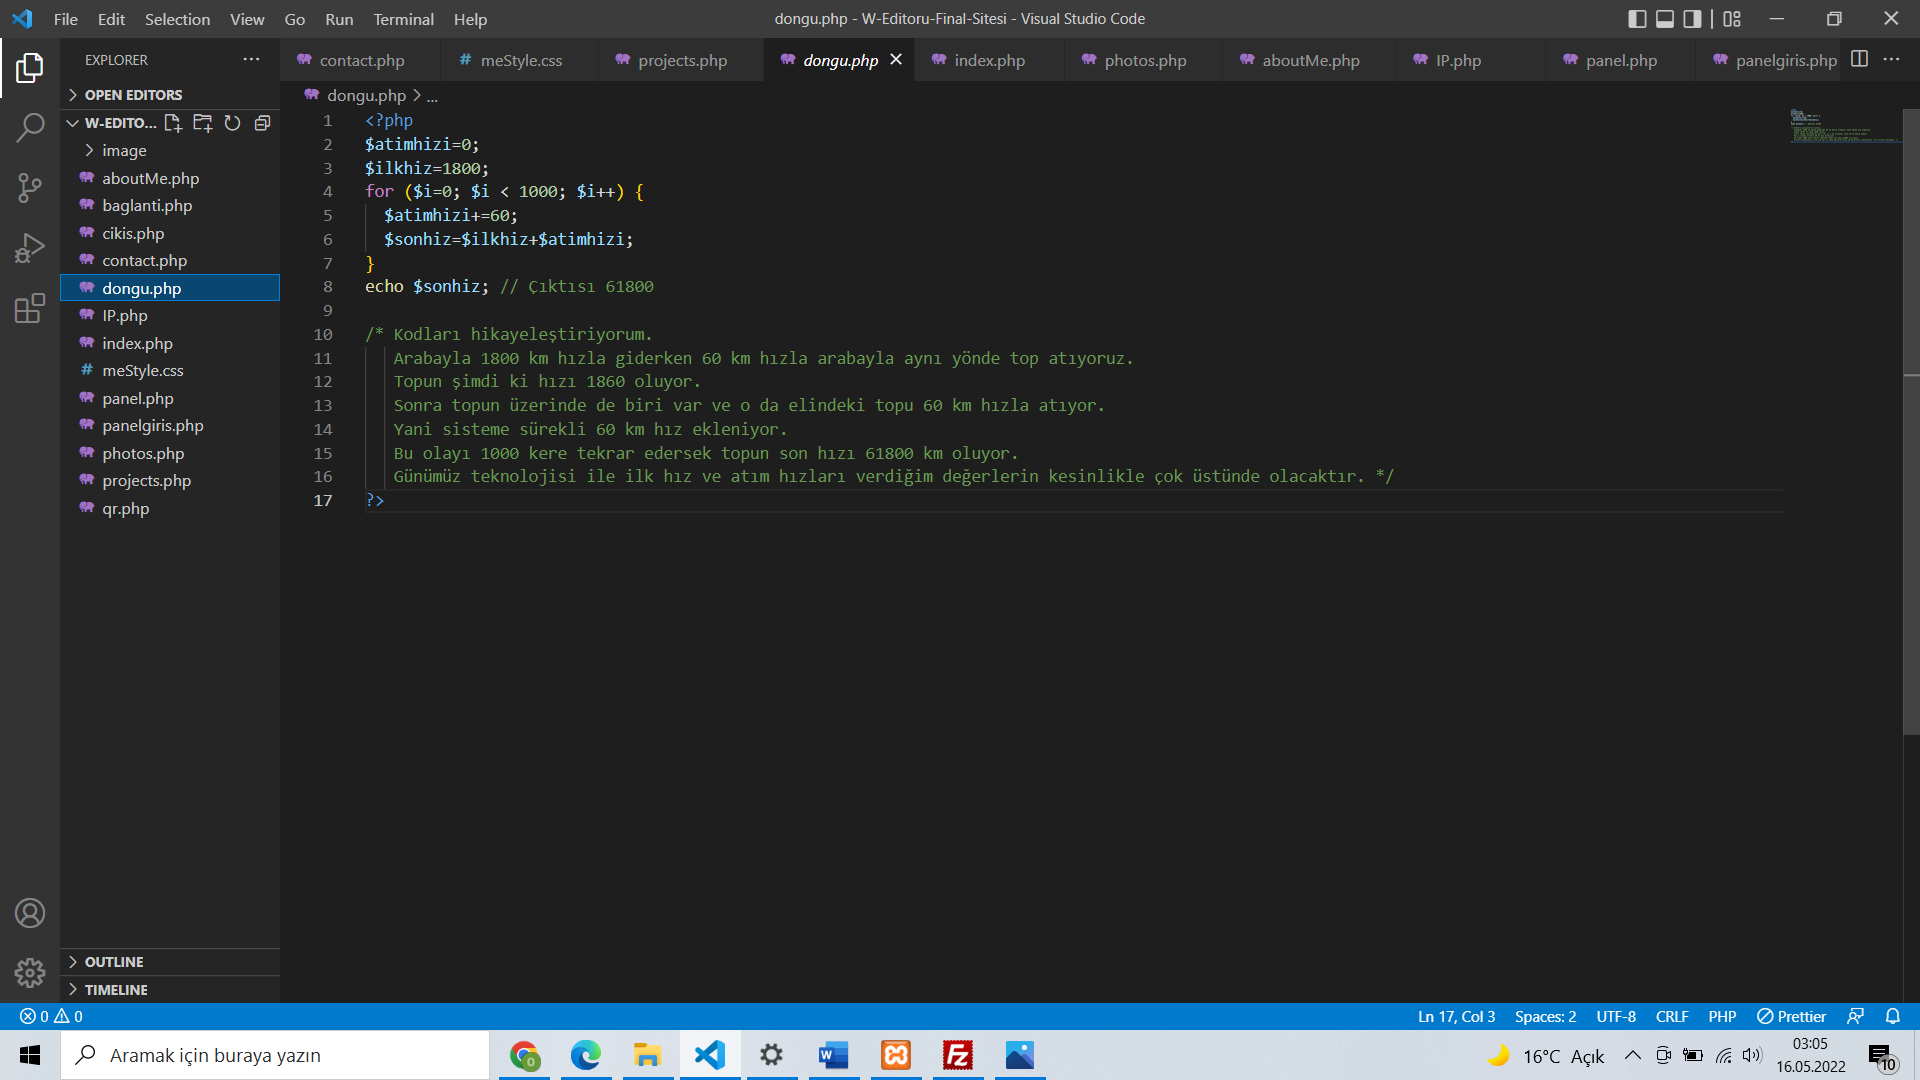 File Edit Selection View Go Run Terminal Help
dongu.php - W-Editoru-Final-Sitesi - Visual Studio Code
EXPLORER
contact.php
meStyle.css
projects.php
dongu.php
index.php
photos.php
aboutMe.php
IP.php
panel.php
panelgiris.php
OPEN EDITORS
W-EDITO...
image
aboutMe.php
baglanti.php
cikis.php
contact.php
dongu.php
IP.php
index.php
meStyle.css
panel.php
panelgiris.php
photos.php
projects.php
qr.php
OUTLINE
TIMELINE
dongu.php > ...
1 <?php
2 $atimhizi=0;
3 $ilkhiz=1800;
4 for ($i=0; $i < 1000; $i++) {
5 $atimhizi+=60;
6 $sonhiz=$ilkhiz+$atimhizi;
7 }
8 echo $sonhiz; // Çıktısı 61800
9
10 /* Kodları hikayeleştiriyorum.
11 Arabayla 1800 km hızla giderken 60 km hızla arabayla aynı yönde top atıyoruz.
12 Topun şimdi ki hızı 1860 oluyor.
13 Sonra topun üzerinde de biri var ve o da elindeki topu 60 km hızla atıyor.
14 Yani sisteme sürekli 60 km hız ekleniyor.
15 Bu olayı 1000 kere tekrar edersek topun son hızı 61800 km oluyor.
16 Günümüz teknolojisi ile ilk hız ve atım hızları verdiğim değerlerin kesinlikle çok üstünde olacaktır. */
17 ?>
0 0
Ln 17, Col 3 Spaces: 2 UTF-8 CRLF PHP Prettier
Aramak için buraya yazın
16°C Açık
03:05
16.05.2022
10